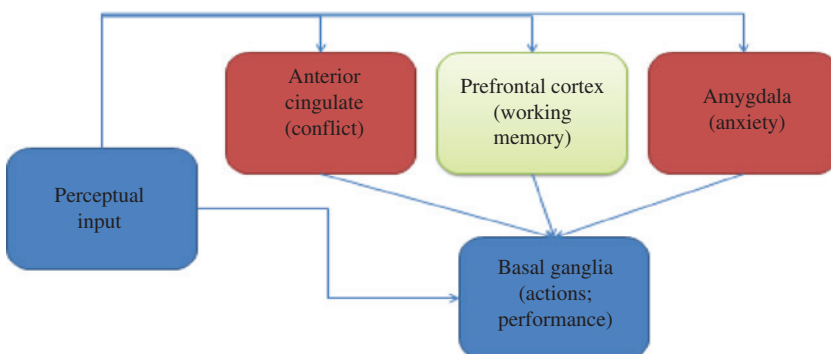 Anterior
cingulate
(conflict)
Prefrontal cortex
(working
memory)
Amygdala
(anxiety)
Perceptual
input
Basal ganglia
(actions;
performance)